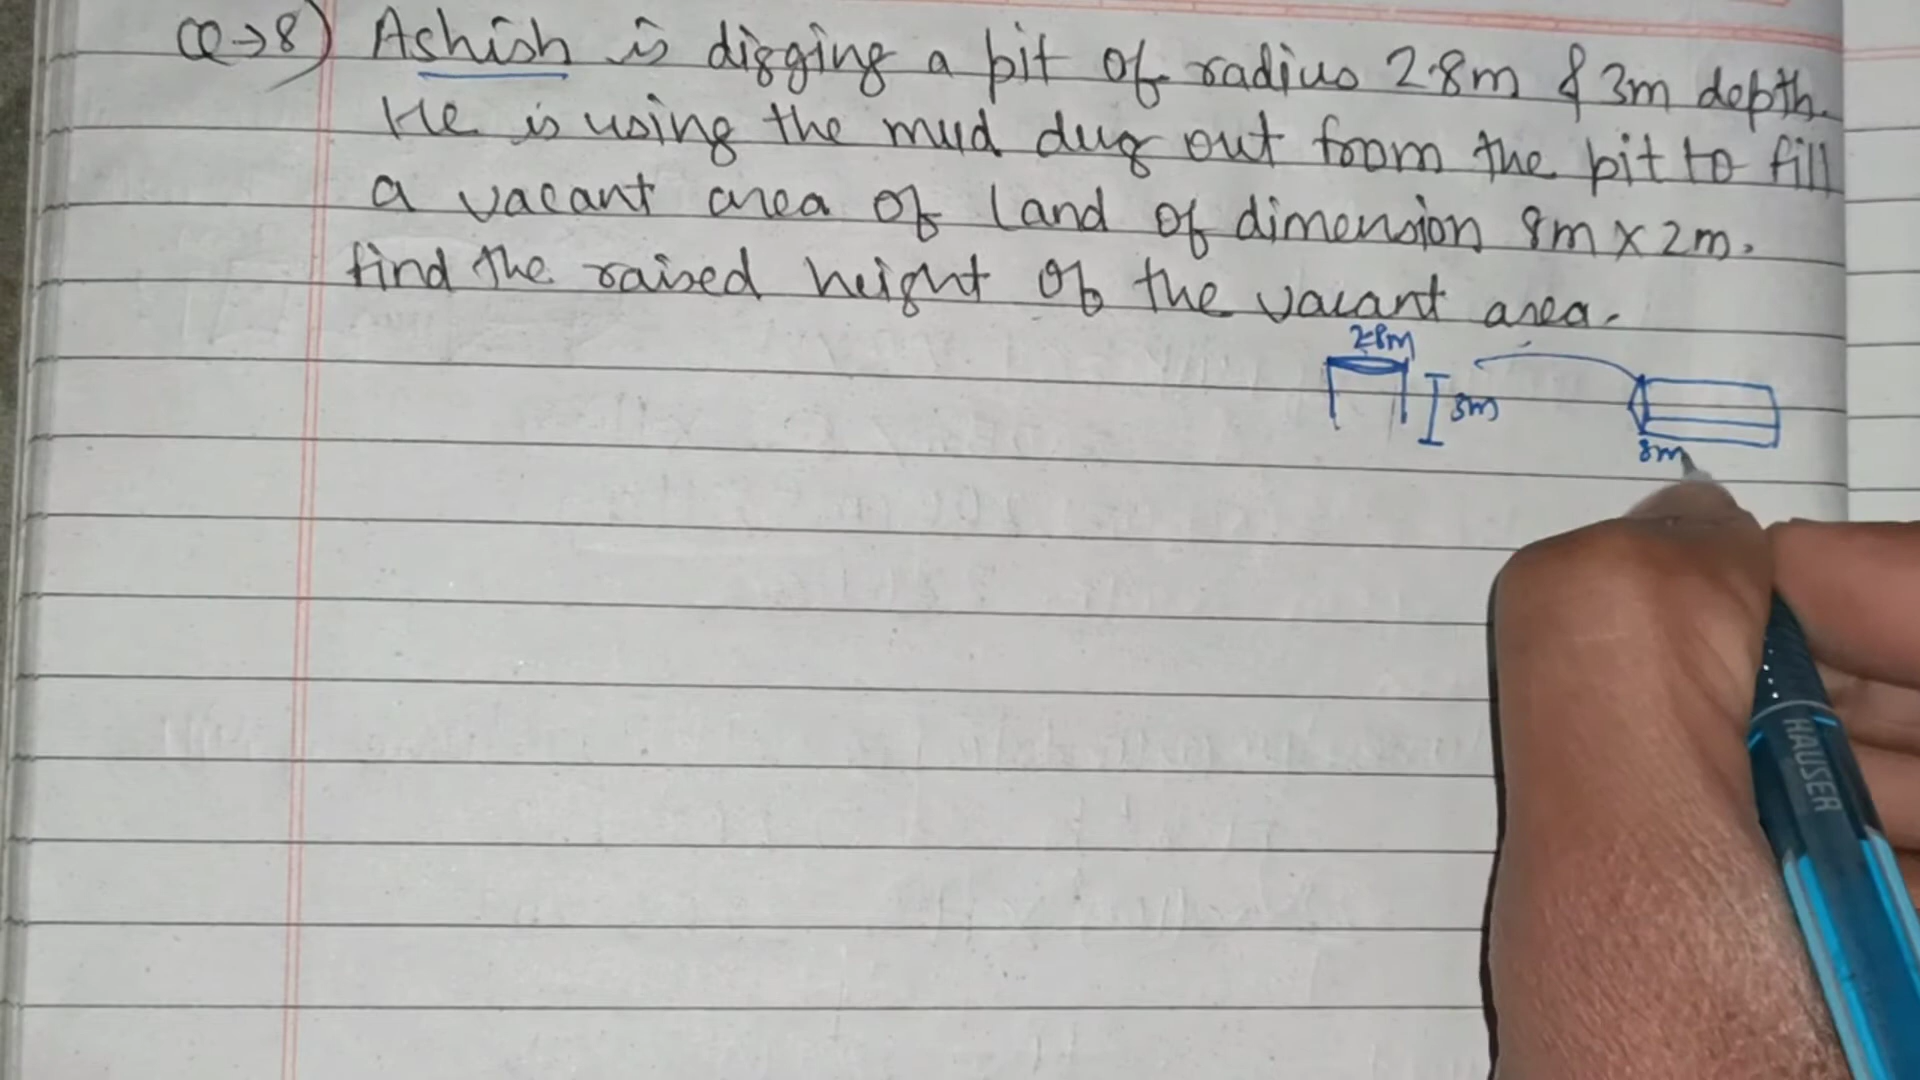 Q→8) Ashish is digging a pit of radius 2.8m & 3m depth.
He is using the mud dug out from the pit to fill
a vacant area of land of dimension 8m x 2m.
find the raised height of the vacant area.
2.8m
3m
8m
HAUSER